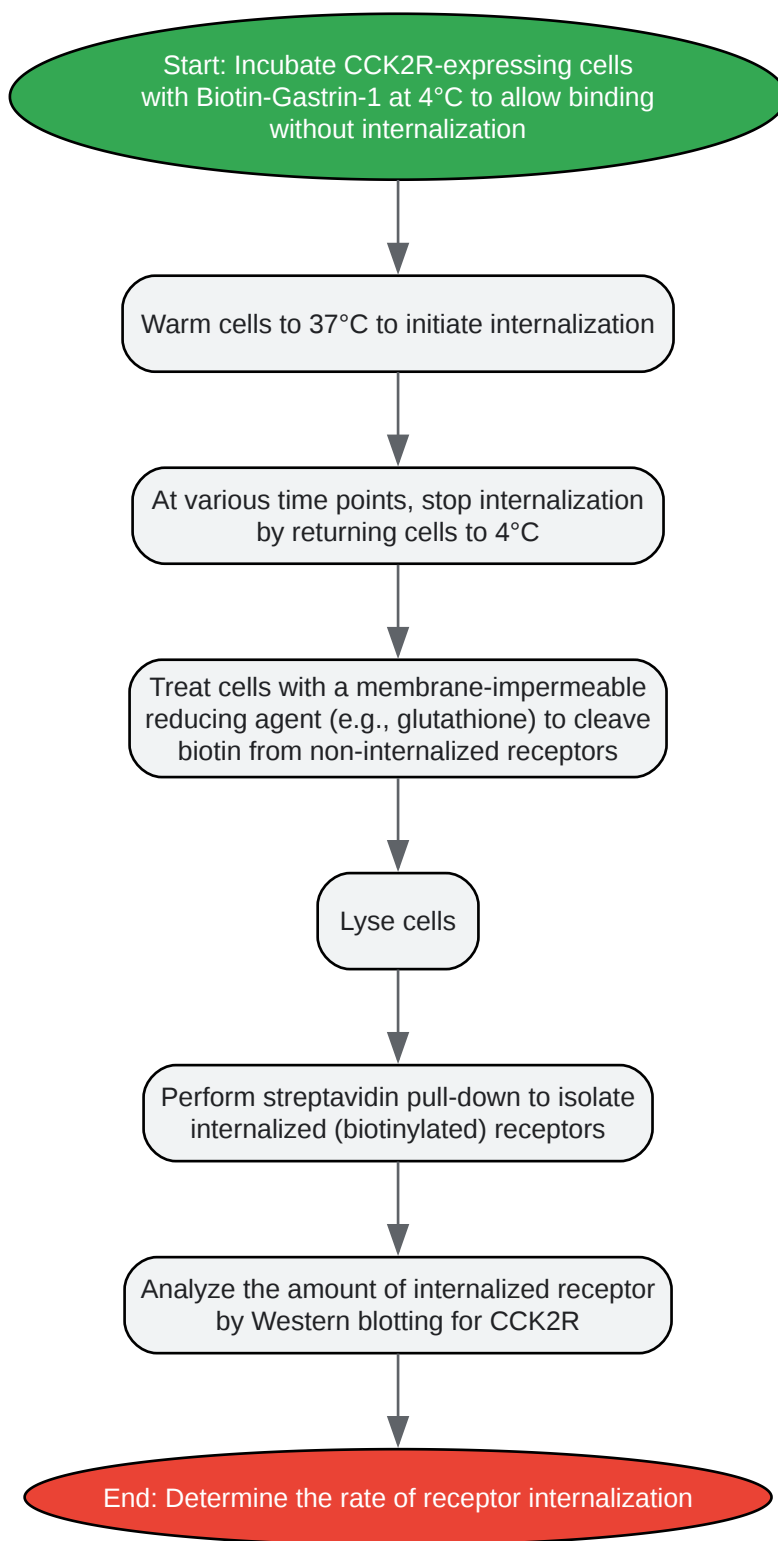 Start: Incubate CCK2R-expressing cells
with Biotin-Gastrin-1 at 4°C to allow binding
without internalization
Warm cells to 37°C to initiate internalization
At various time points, stop internalization
by returning cells to 4°C
Treat cells with a membrane-impermeable
reducing agent (e.g., glutathione) to cleave
biotin from non-internalized receptors
Lyse cells
Perform streptavidin pull-down to isolate
internalized (biotinylated) receptors
Analyze the amount of internalized receptor
by Western blotting for CCK2R
End: Determine the rate of receptor internalization